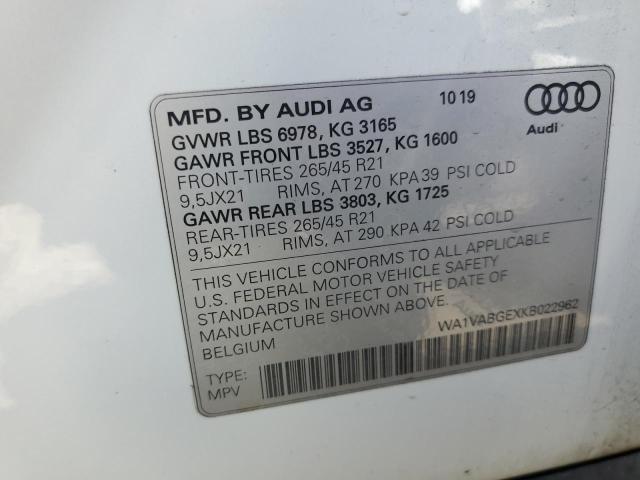 MFD. BY AUDI AG 1019
GVWR LBS 6978, KG 3165
GAWR FRONT LBS 3527, KG 1600
FRONT-TIRES 265/45 R21
9,5JX21 RIMS, AT 270 KPA 39 PSI COLD
GAWR REAR LBS 3803, KG 1725
REAR-TIRES 265/45 R21
9,5JX21 RIMS, AT 290 KPA 42 PSI COLD
Audi
THIS VEHICLE CONFORMS TO ALL APPLICABLE
U.S. FEDERAL MOTOR VEHICLE SAFETY
STANDARDS IN EFFECT ON THE DATE OF
MANUFACTURE SHOWN ABOVE.
BELGIUM
WA1VABGEXKB022962
TYPE:
MPV